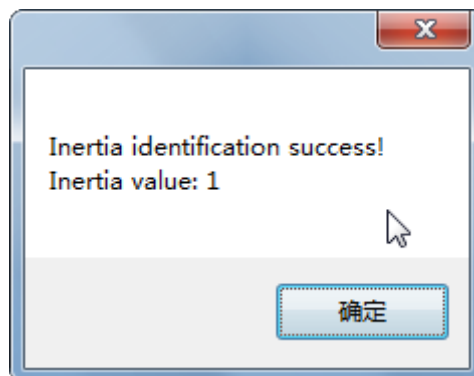 Inertia identification success!
Inertia value: 1
确定